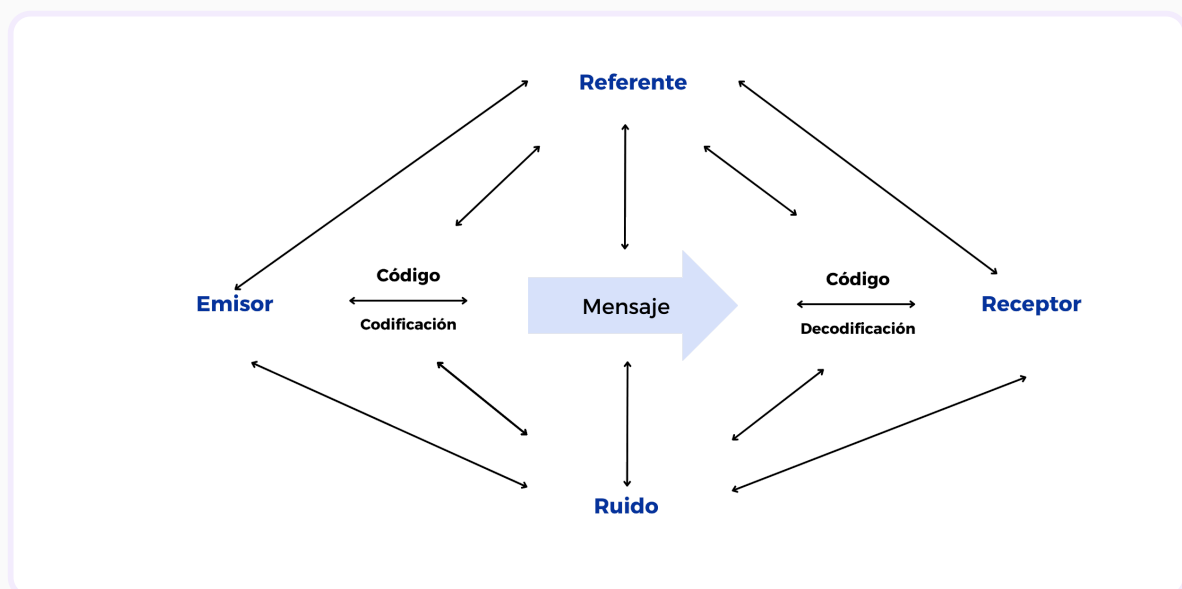 Referente
Código
Código
Emisor
Mensaje
Receptor
Codificación
Decodificación
Ruido